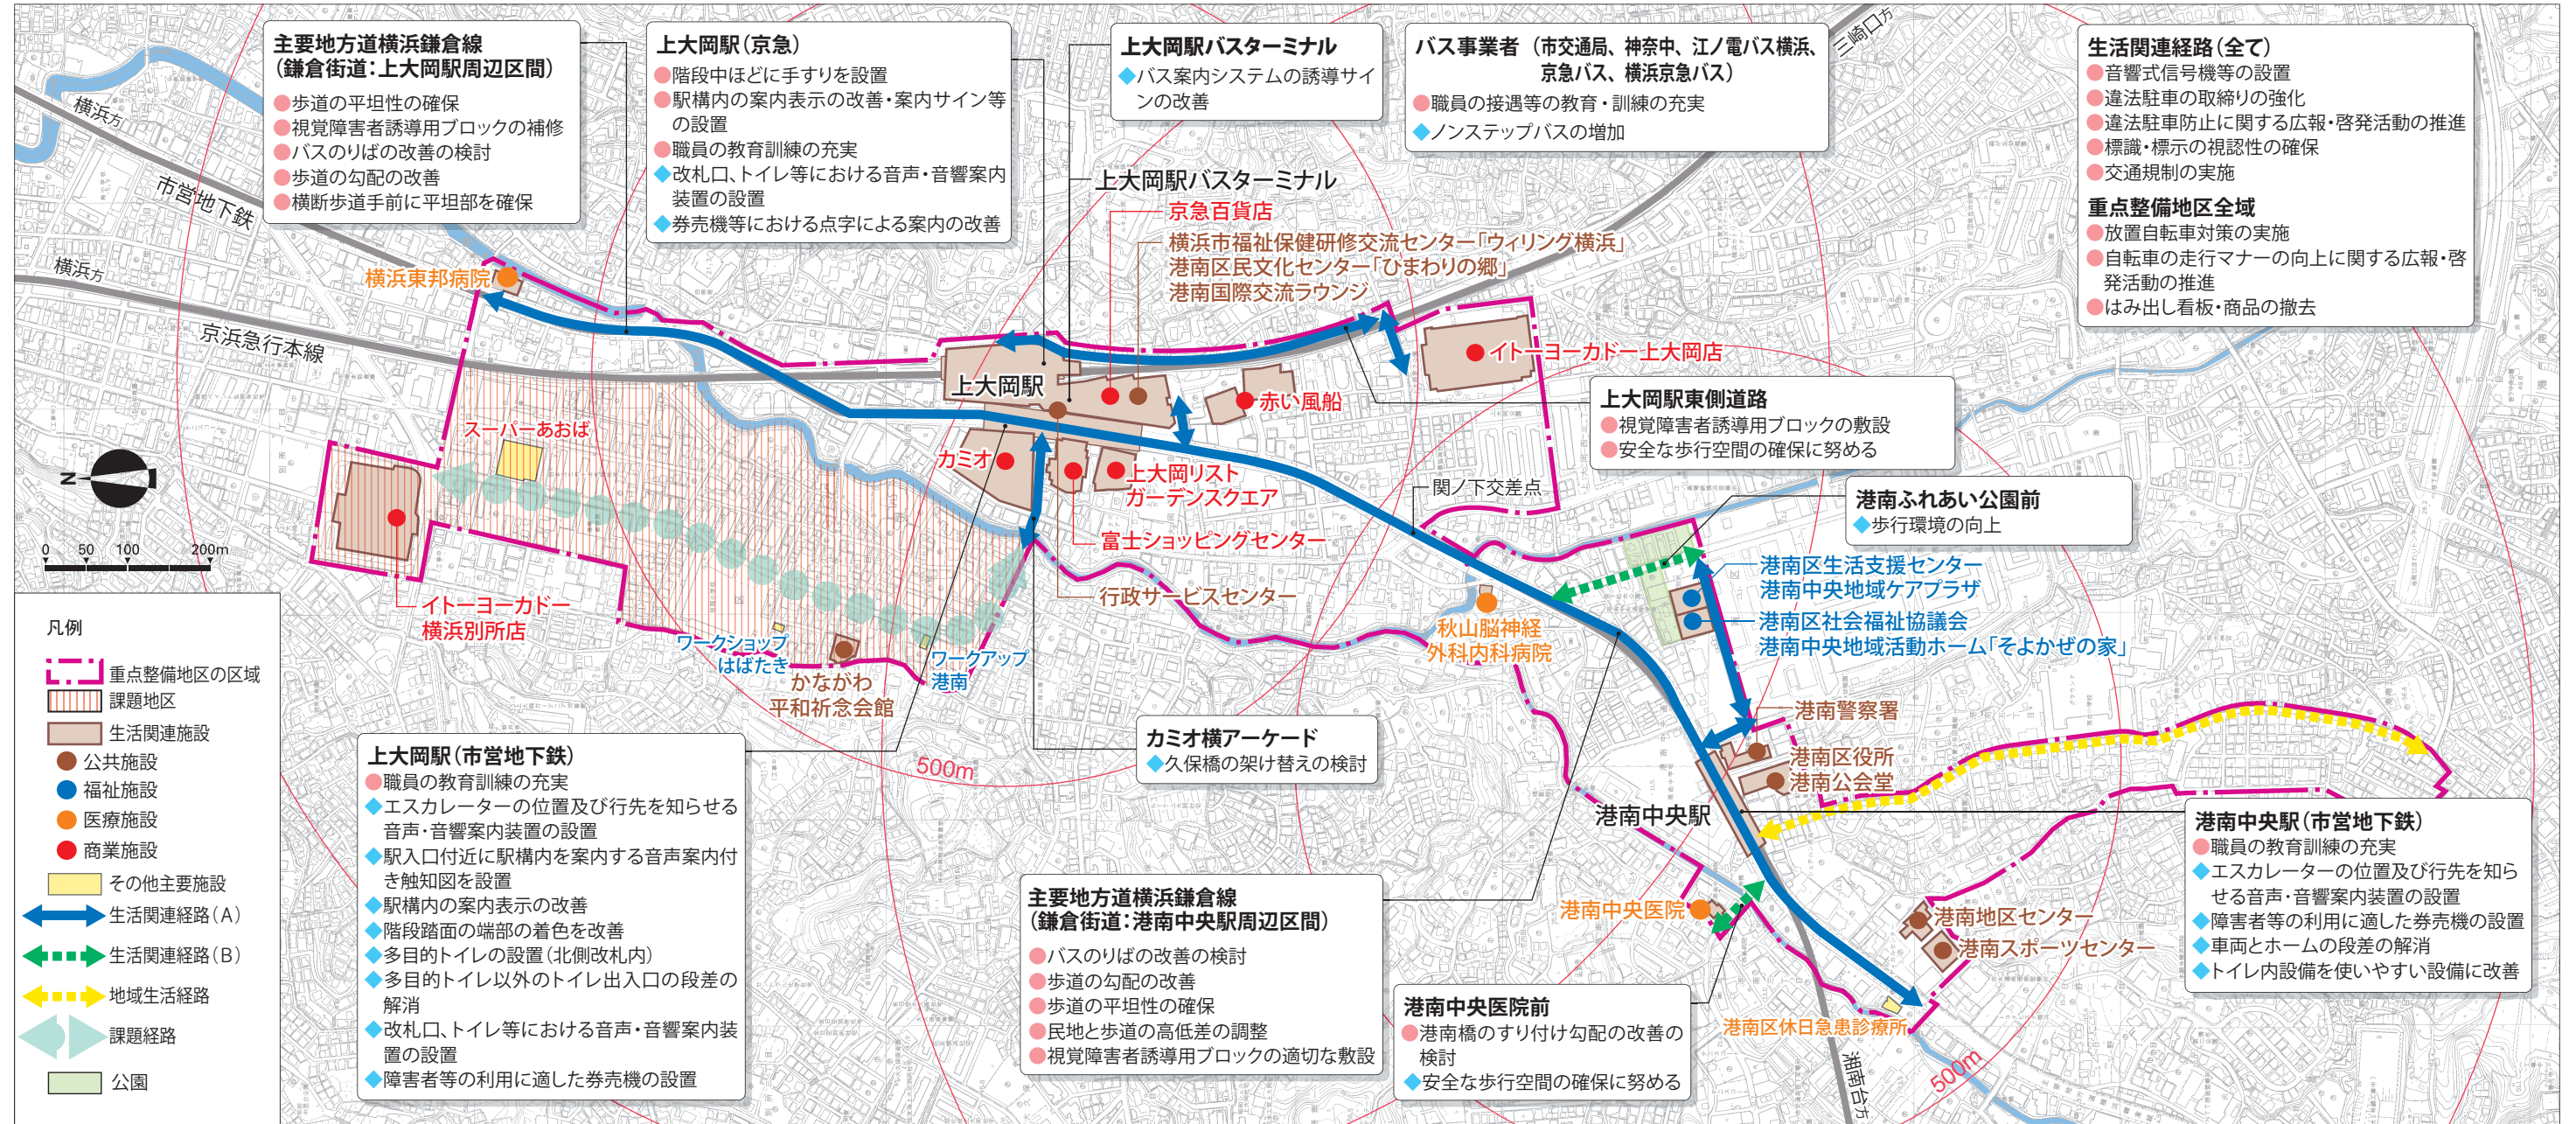 主要地方道横浜鎌倉線
(鎌倉街道:上大岡駅周辺区間)
●歩道の平坦性の確保
●視覚障害者誘導用ブロックの補修
●バスのりばの改善の検討
●歩道の勾配の改善
●横断歩道手前に平坦部を確保
上大岡駅(京急)
●階段中ほどに手すりを設置
●駅構内の案内表示の改善・案内サイン等
の設置
●職員の教育訓練の充実
◆改札口、トイレ等における音声・音響案内
装置の設置
◆券売機等における点字による案内の改善
上大岡駅バスターミナル
◆バス案内システムの誘導サイ
ンの改善
バス事業者(市交通局、神奈中、江ノ電バス横浜、
京急バス、横浜京急バス)
●職員の接遇等の教育・訓練の充実
◆ノンステップバスの増加
生活関連経路(全て)
●音響式信号機等の設置
●違法駐車の取締りの強化
●違法駐車防止に関する広報・啓発活動の推進
●標識・標示の視認性の確保
●交通規制の実施
重点整備地区全域
●放置自転車対策の実施
●自転車の走行マナーの向上に関する広報・啓
発活動の推進
●はみ出し看板・商品の撤去
三崎口方
横浜方
市営地下鉄
横浜方
京浜急行本線
横浜東邦病院
上大岡駅バスターミナル
京急百貨店
横浜市福祉保健研修交流センター「ウィリング横浜」
港南区民文化センター「ひまわりの郷」
港南国際交流ラウンジ
イトーヨーカドー上大岡店
上大岡駅
赤い風船
上大岡駅東側道路
●視覚障害者誘導用ブロックの敷設
●安全な歩行空間の確保に努める
スーパーあおば
カミオ
上大岡リスト
ガーデンスクエア
富士ショッピングセンター
行政サービスセンター
関ノ下交差点
港南ふれあい公園前
◆歩行環境の向上
港南区生活支援センター
港南中央地域ケアプラザ
港南区社会福祉協議会
港南中央地域活動ホーム「そよかぜの家」
秋山脳神経
外科内科病院
N
0 50 100 200m
イトーヨーカドー
横浜別所店
ワークショップ
はばたき
かながわ
平和祈念会館
ワークアップ
港南
凡例
重点整備地区の区域
課題地区
生活関連施設
公共施設
福祉施設
医療施設
商業施設
その他主要施設
生活関連経路(A)
生活関連経路(B)
地域生活経路
課題経路
公園
上大岡駅(市営地下鉄)
●職員の教育訓練の充実
◆エスカレーターの位置及び行先を知らせる
音声・音響案内装置の設置
◆駅入口付近に駅構内を案内する音声案内付
き触知図を設置
◆駅構内の案内表示の改善
◆階段踏面の端部の着色を改善
◆多目的トイレの設置(北側改札内)
◆多目的トイレ以外のトイレ出入口の段差の
解消
◆改札口、トイレ等における音声・音響案内装
置の設置
◆障害者等の利用に適した券売機の設置
500m
カミオ横アーケード
◆久保橋の架け替えの検討
主要地方道横浜鎌倉線
(鎌倉街道:港南中央駅周辺区間)
●バスのりばの改善の検討
●歩道の勾配の改善
●歩道の平坦性の確保
●民地と歩道の高低差の調整
●視覚障害者誘導用ブロックの適切な敷設
港南警察署
港南区役所
港南公会堂
港南中央駅
港南中央医院
港南中央医院前
●港南橋のすり付け勾配の改善の
検討
◆安全な歩行空間の確保に努める
港南地区センター
港南スポーツセンター
港南区休日急患診療所
湘南台方
500m
港南中央駅(市営地下鉄)
●職員の教育訓練の充実
◆エスカレーターの位置及び行先を知ら
せる音声・音響案内装置の設置
◆障害者等の利用に適した券売機の設置
◆車両とホームの段差の解消
◆トイレ内設備を使いやすい設備に改善